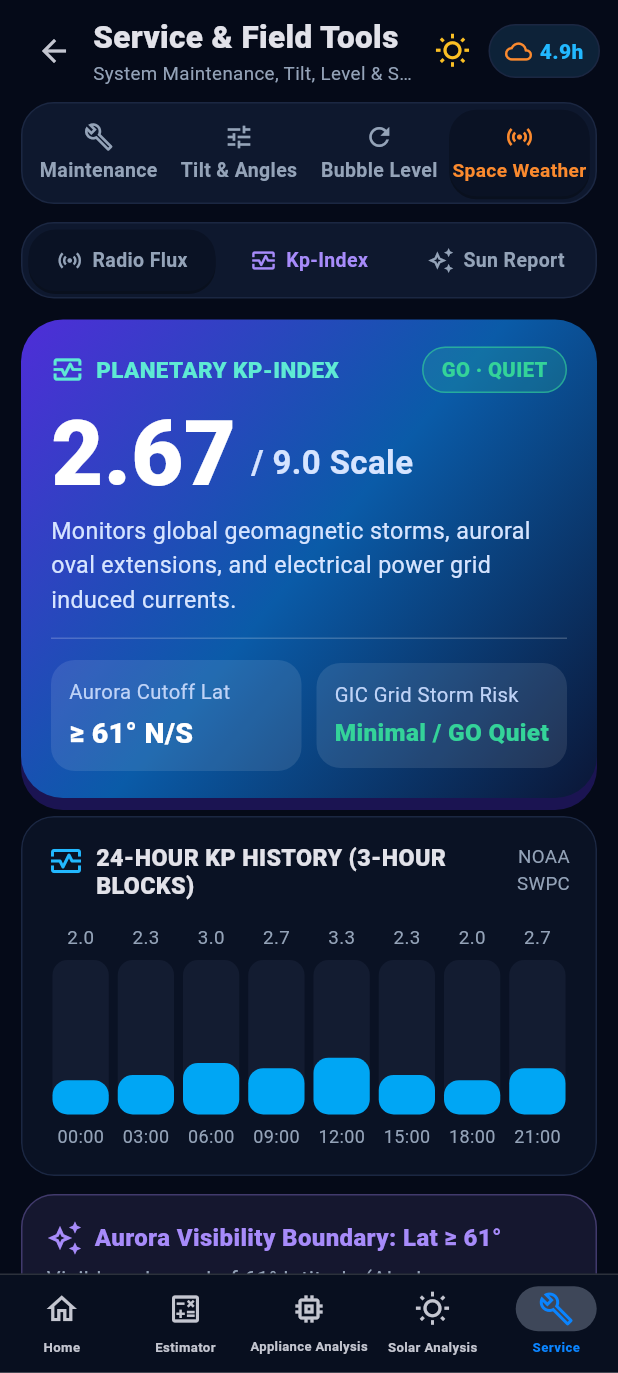 Service & Field Tools
System Maintenance, Tilt, Level & S...
4.9h
Maintenance
Tilt & Angles
Bubble Level
Space Weather
Radio Flux
Kp-Index
Sun Report
PLANETARY KP-INDEX
GO · QUIET
2.67 / 9.0 Scale
Monitors global geomagnetic storms, auroral
oval extensions, and electrical power grid
induced currents.
Aurora Cutoff Lat
≥ 61° N/S
GIC Grid Storm Risk
Minimal / GO Quiet
24-HOUR KP HISTORY (3-HOUR
BLOCKS)
NOAA
SWPC
2.0 2.3 3.0 2.7 3.3 2.3 2.0 2.7
00:00 03:00 06:00 09:00 12:00 15:00 18:00 21:00
Aurora Visibility Boundary: Lat ≥ 61°
Home
Estimator
Appliance Analysis
Solar Analysis
Service